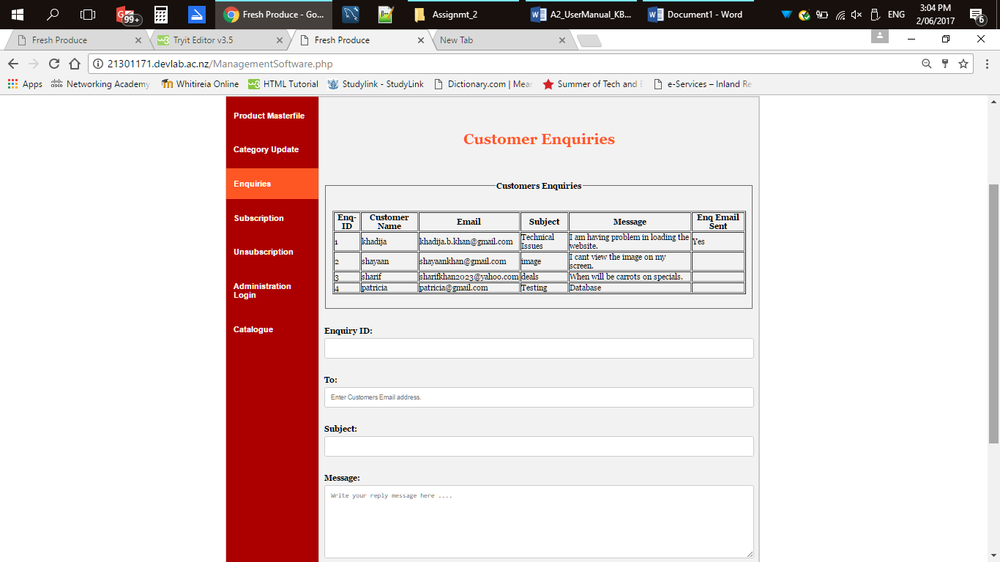 99+
Fresh Produce - Go...
Assignmt_2
A2_UserManual_KB...
Document1 - Word
ENG
3:04 PM
2/06/2017
6
Fresh Produce
Tryit Editor v3.5
Fresh Produce
New Tab
21301171.devlab.ac.nz/ManagementSoftware.php
Apps
Networking Academy
Whitireia Online
HTML Tutorial
Studylink - StudyLink
Dictionary.com | Mear
Summer of Tech and
e-Services – Inland Re
Product Masterfile
Category Update
Enquiries
Subscription
Unsubscription
Administration
Login
Catalogue
Customer Enquiries
Customers Enquiries
Enq-ID Customer Name Email Subject Message Enq Email Sent
1 khadija khadija.b.khan@gmail.com Technical Issues I am having problem in loading the website. Yes
2 shayaan shayaankhan@gmail.com image I cant view the image on my screen.
3 sharif sharifkhan2023@yahoo.com deals When will be carrots on specials.
4 patricia patricia@gmail.com Testing Database
Enquiry ID:
To:
Enter Customers Email address.
Subject:
Message:
Write your reply message here ....